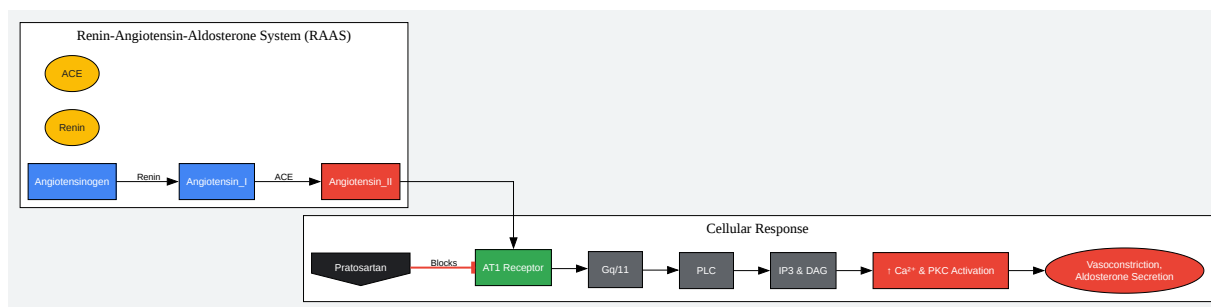 Renin-Angiotensin-Aldosterone System (RAAS)
ACE
Renin
Angiotensinogen
Renin
Angiotensin_I
ACE
Angiotensin_II
Cellular Response
Pratosartan
Blocks
AT1 Receptor
Gq/11
PLC
IP3 & DAG
↑ Ca²⁺ & PKC Activation
Vasoconstriction,
Aldosterone Secretion